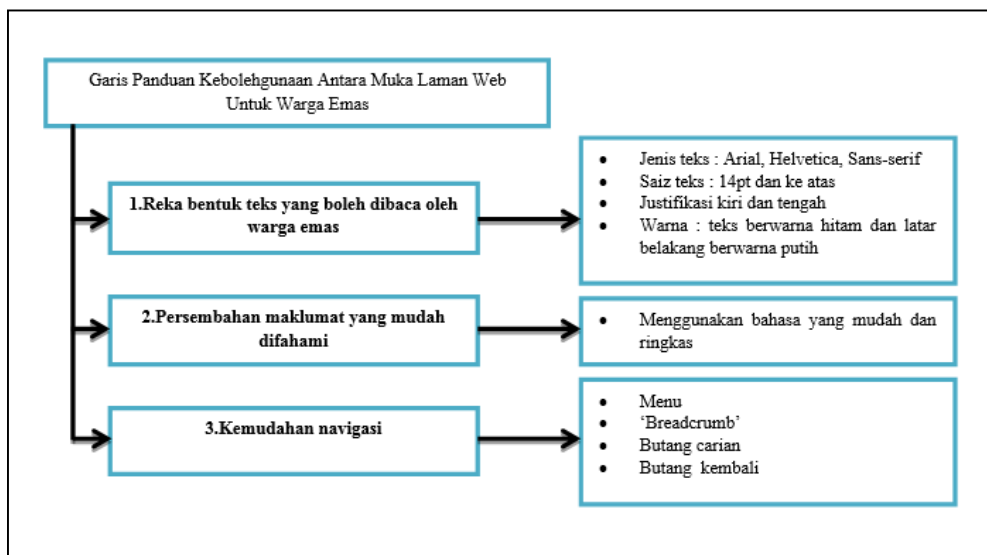 Garis Panduan Kebolehgunaan Antara Muka Laman Web
Untuk Warga Emas
1.Reka bentuk teks yang boleh dibaca oleh
warga emas
• Jenis teks : Arial, Helvetica, Sans-serif
• Saiz teks : 14pt dan ke atas
• Justifikasi kiri dan tengah
• Warna : teks berwarna hitam dan latar
belakang berwarna putih
2.Persembahan maklumat yang mudah
difahami
• Menggunakan bahasa yang mudah dan
ringkas
3.Kemudahan navigasi
• Menu
• ‘Breadcrumb’
• Butang carian
• Butang kembali